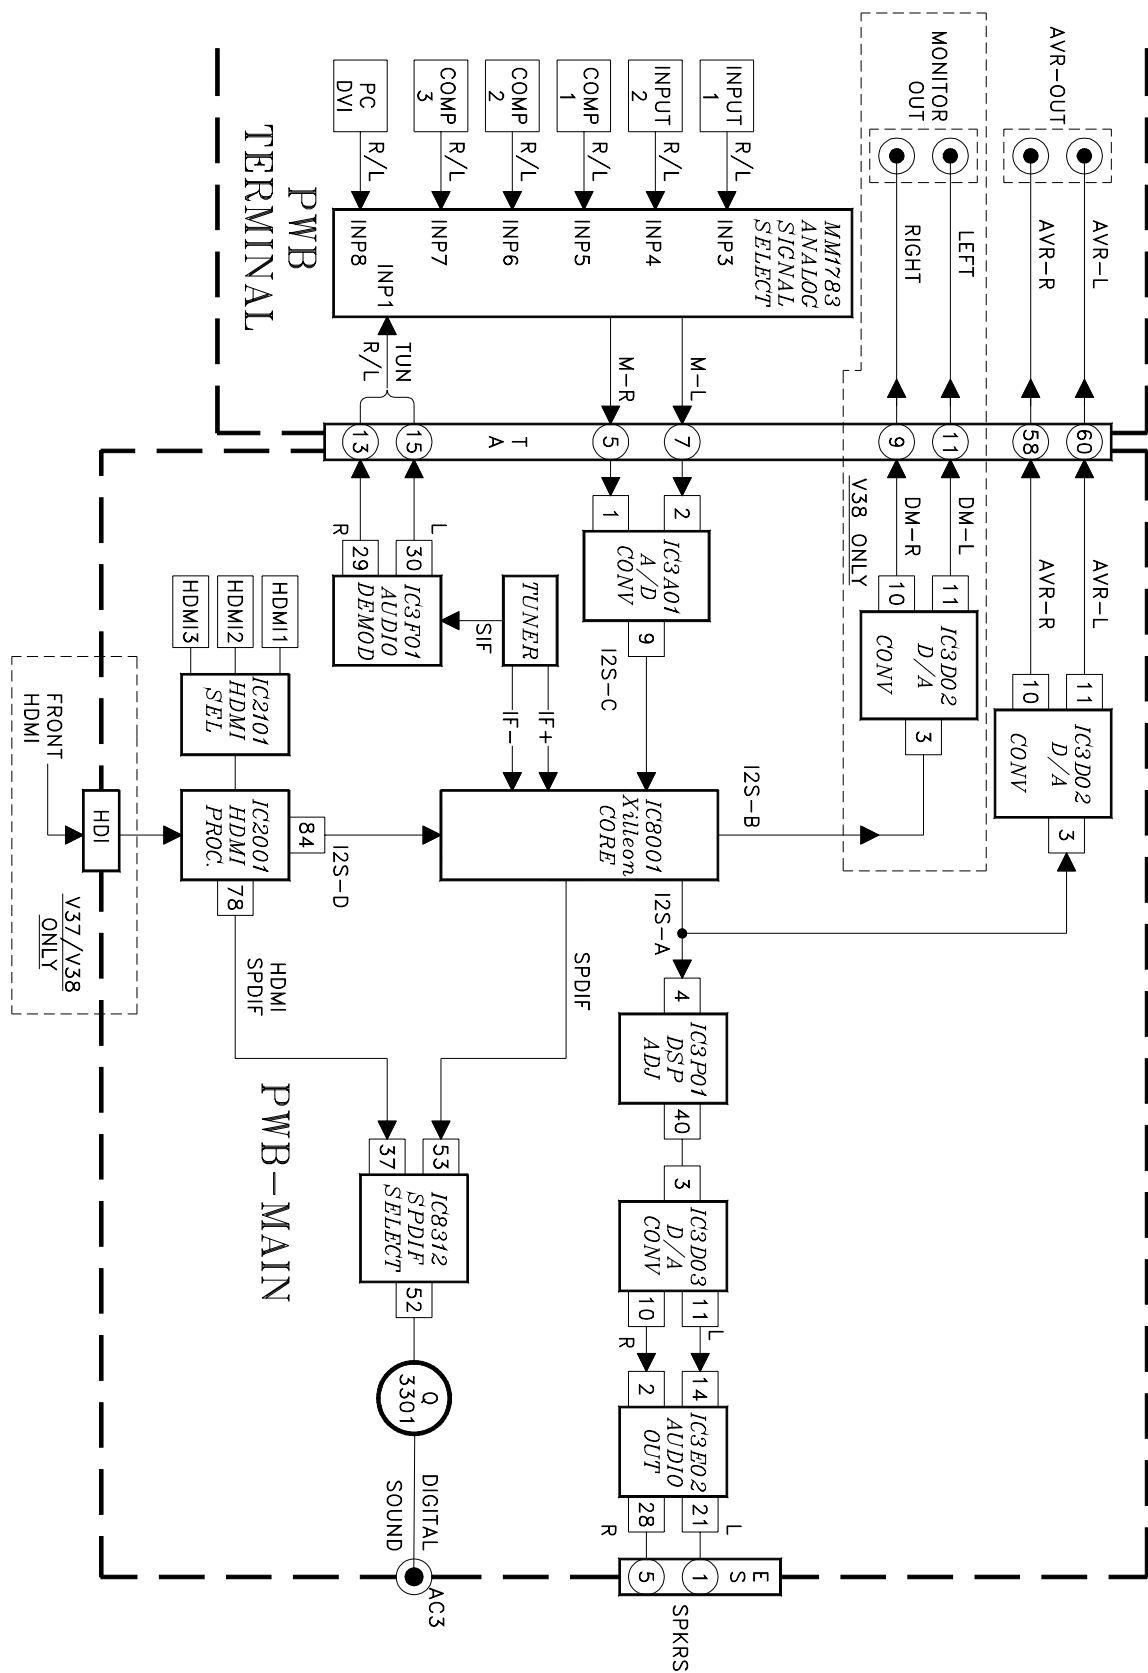 AVR-OUT
MONITOR
OUT
INPUT
1
INPUT
2
COMP
1
COMP
2
COMP
3
PC
DVI
R/L
R/L
R/L
R/L
R/L
R/L
MM1783
ANALOG
SIGNAL
SELECT
INP3
INP4
INP5
INP6
INP7
INP8
INP1
PWB
TERMINAL
AVR-L
AVR-R
LEFT
RIGHT
M-L
M-R
TUN
R/L
60
58
11
9
7
5
T
A
15
13
AVR-L
AVR-R
DM-L
DM-R
V38 ONLY
L
R
11
10
IC3D02
D/A
CONV
3
11
10
IC3D02
D/A
CONV
3
2
1
IC3A01
A/D
CONV
9
I2S-C
TUNER
SIF
IF+
IF-
30
29
IC3F01
AUDIO
DEMOD
HDMI1
HDMI2
HDMI3
IC2101
HDMI
SEL
FRONT
HDMI
HDI
V37/V38
ONLY
IC2001
HDMI
PROC.
84
78
I2S-D
IC8001
Xilleon
CORE
I2S-B
I2S-A
SPDIF
HDMI
SPDIF
4
IC3P01
DSP
ADJ
40
3
IC3D03
D/A
CONV
11
10
L
R
14
2
IC3E02
AUDIO
OUT
21
28
L
R
E
S
1
5
SPKRS
PWB-MAIN
53
37
IC8312
SPDIF
SELECT
52
Q
3301
DIGITAL
SOUND
AC3